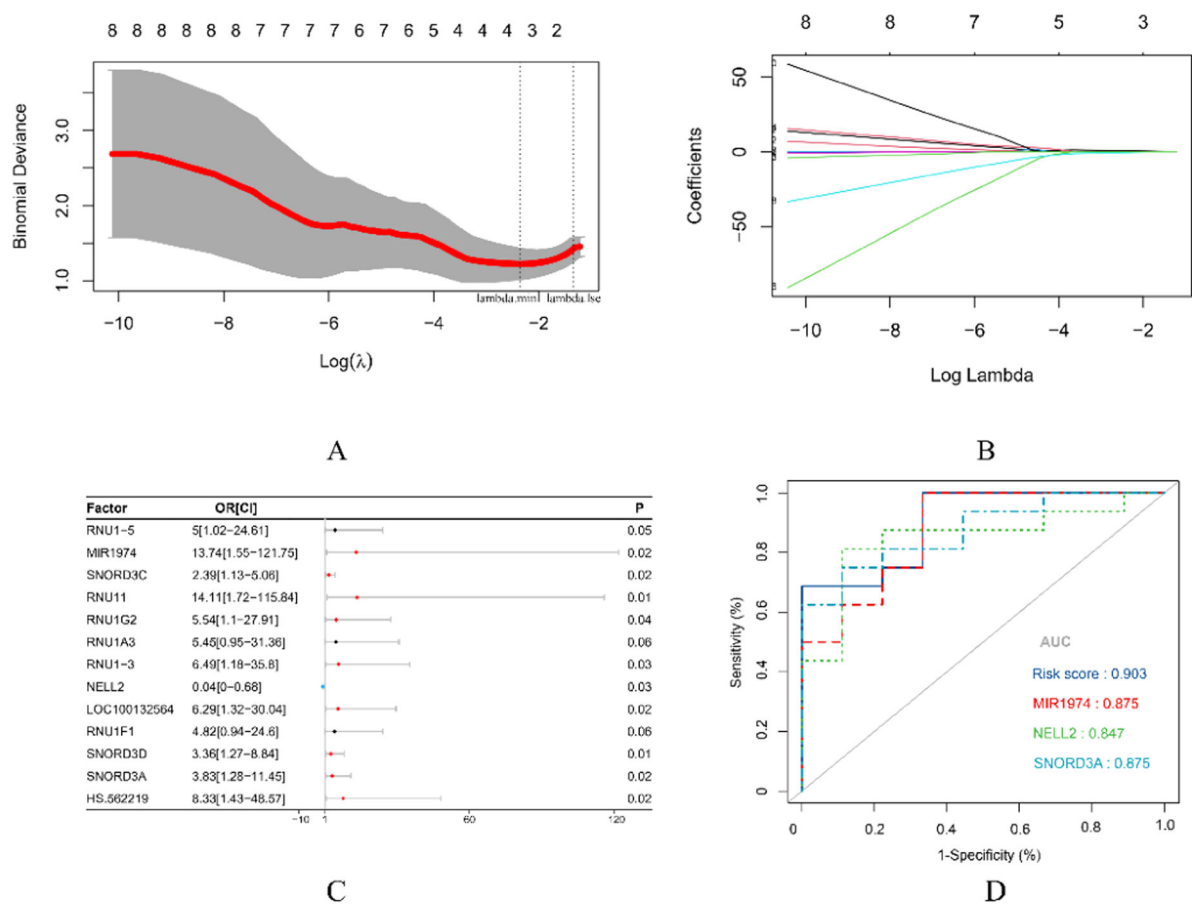 8 8 8 8 8 7 7 7 7 6 5 4 4 4 3 2
Binomial Deviance
3.0
2.0
1.0
lambda.min lambda.1se
−10 −8 −6 −4 −2
Log(λ)
A
8 8 7 5 3
Coefficients
50
0
−50
−10 −8 −6 −4 −2
Log Lambda
B
Factor OR[CI] P
RNU1−5 5[1.02−24.61] 0.05
MIR1974 13.74[1.55−121.75] 0.02
SNORD3C 2.39[1.13−5.06] 0.02
RNU11 14.11[1.72−115.84] 0.01
RNU1G2 5.54[1.1−27.91] 0.04
RNU1A3 5.45[0.95−31.36] 0.06
RNU1−3 6.49[1.18−35.8] 0.03
NELL2 0.04[0−0.68] 0.03
LOC100132564 6.29[1.32−30.04] 0.02
RNU1F1 4.82[0.94−24.6] 0.06
SNORD3D 3.36[1.27−8.84] 0.01
SNORD3A 3.83[1.28−11.45] 0.02
HS.562219 8.33[1.43−48.57] 0.02
−10 1 60 120
C
Sensitivity (%)
1.0
0.8
0.6
0.4
0.2
0
AUC
Risk score : 0.903
MIR1974 : 0.875
NELL2 : 0.847
SNORD3A : 0.875
0 0.2 0.4 0.6 0.8 1.0
1-Specificity (%)
D